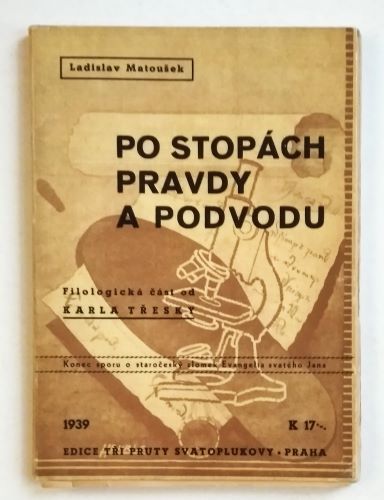 Ladislav Matoušek
PO STOPÁCH
PRAVDY
A PODVODU
Filologická část od
KARLA TŘESKY
Konec sporu o staročeský zlomek Evangelia svatého Jana
1939 K 17·-
EDICE TŘI PRUTY SVATOPLUKOVY · PRAHA